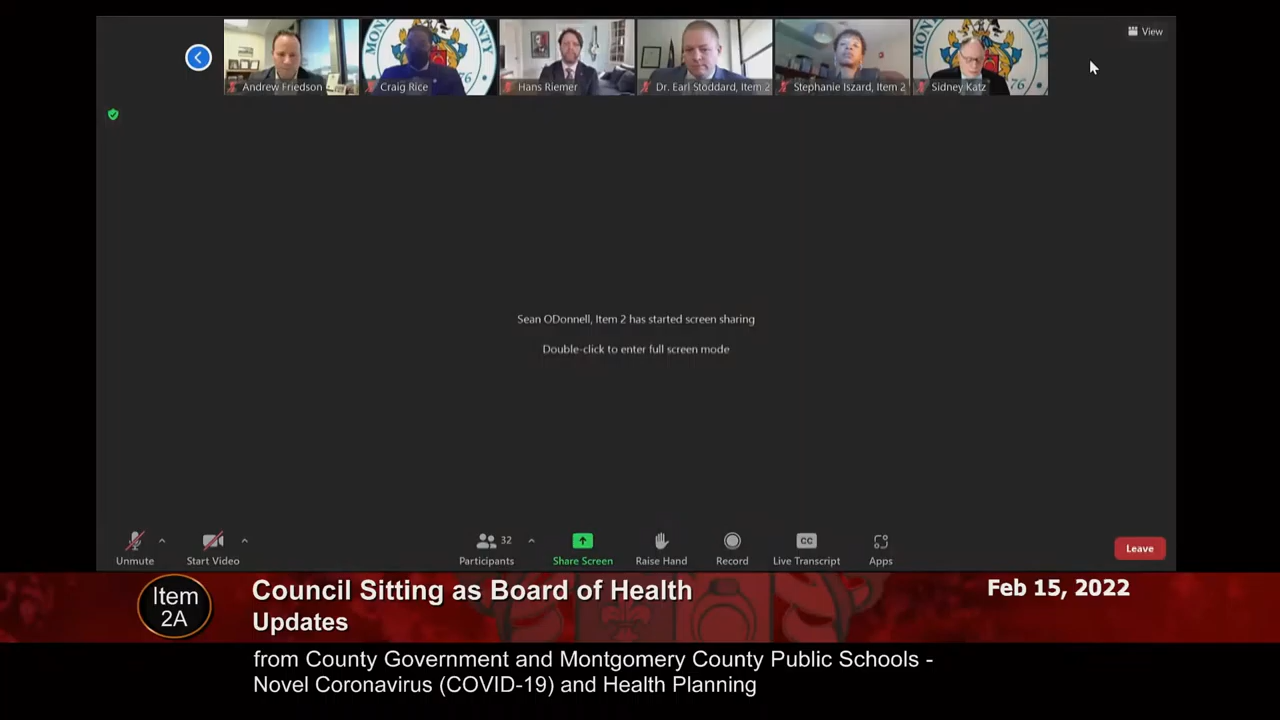 View
Andrew Friedson
Craig Rice
Hans Riemer
Dr. Earl Stoddard, Item 2
Stephanie Iszard, Item 2
Sidney Katz
Sean ODonnell, Item 2 has started screen sharing
Double-click to enter full screen mode
Unmute
Start Video
Participants
32
Share Screen
Raise Hand
Record
CC
Live Transcript
Apps
Leave
Item
2A
Council Sitting as Board of Health
Updates
Feb 15, 2022
from County Government and Montgomery County Public Schools -
Novel Coronavirus (COVID-19) and Health Planning